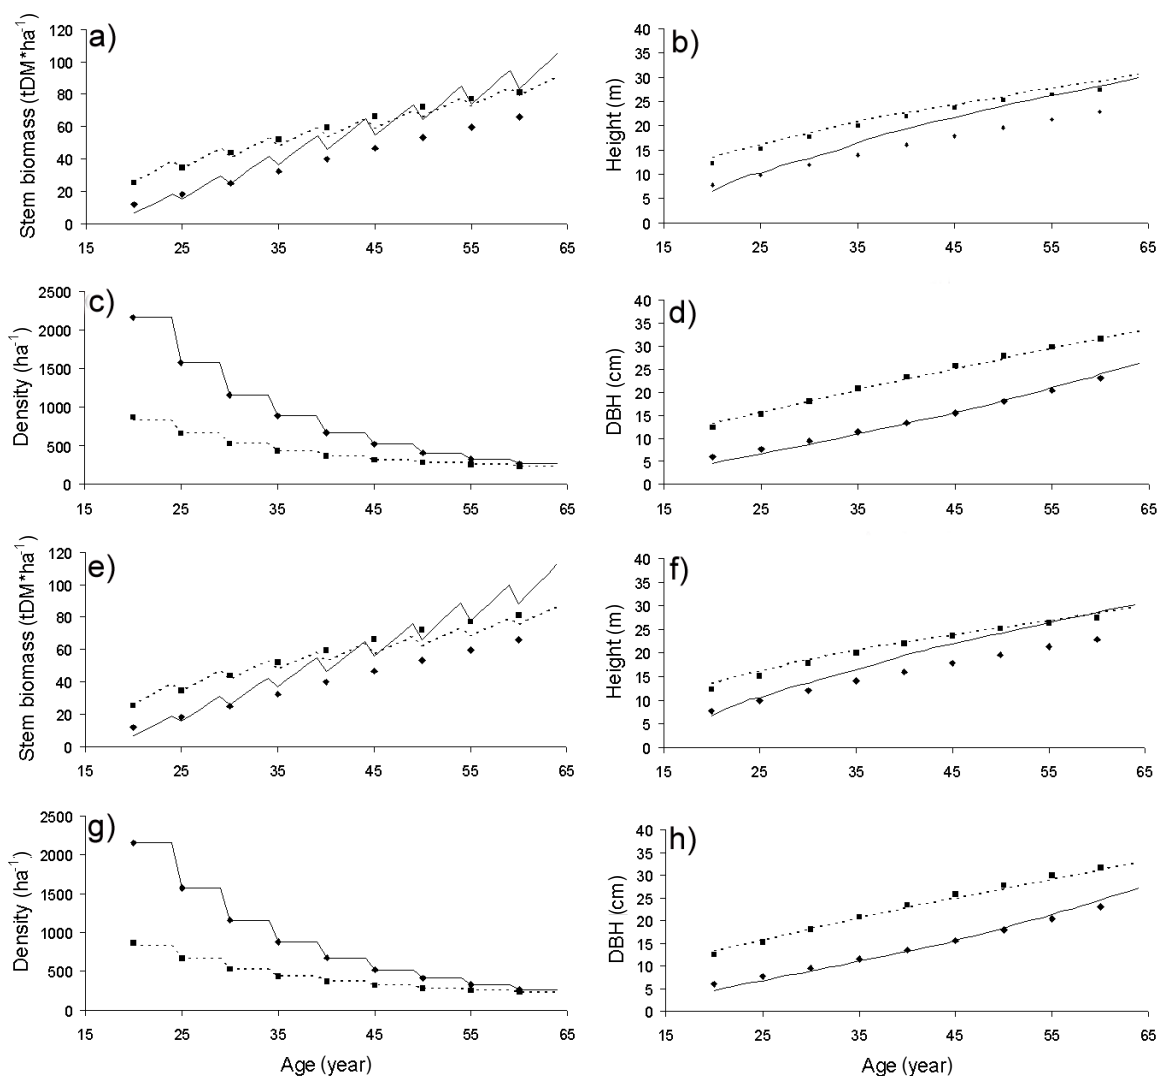 a)
Stem biomass (tDM*ha-1)
120
100
80
60
40
20
0
15 25 35 45 55 65
b)
Height (m)
40
35
30
25
20
15
10
5
0
15 25 35 45 55 65
c)
Density (ha-1)
2500
2000
1500
1000
500
0
15 25 35 45 55 65
d)
DBH (cm)
40
35
30
25
20
15
10
5
0
15 25 35 45 55 65
e)
Stem biomass (tDM*ha-1)
120
100
80
60
40
20
0
15 25 35 45 55 65
f)
Height (m)
40
35
30
25
20
15
10
5
0
15 25 35 45 55 65
g)
Density (ha-1)
2500
2000
1500
1000
500
0
15 25 35 45 55 65
Age (year)
h)
DBH (cm)
40
35
30
25
20
15
10
5
0
15 25 35 45 55 65
Age (year)